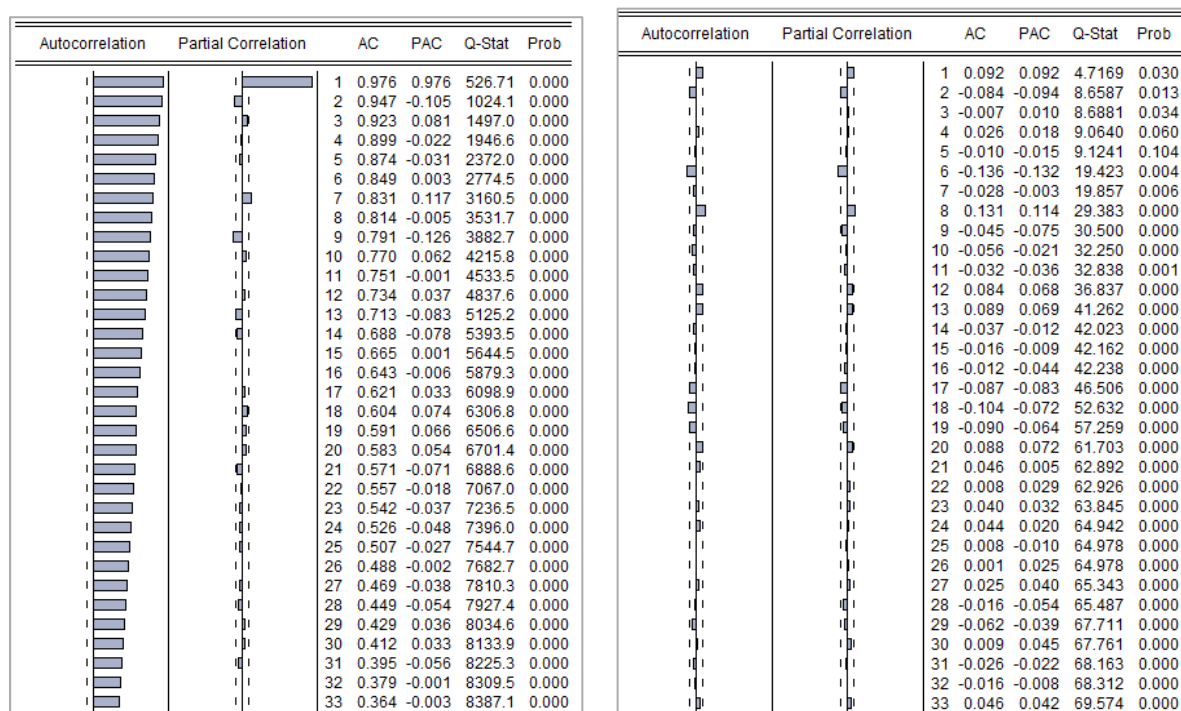 Autocorrelation Partial Correlation AC PAC Q-Stat Prob
1 0.976 0.976 526.71 0.000
2 0.947 -0.105 1024.1 0.000
3 0.923 0.081 1497.0 0.000
4 0.899 -0.022 1946.6 0.000
5 0.874 -0.031 2372.0 0.000
6 0.849 0.003 2774.5 0.000
7 0.831 0.117 3160.5 0.000
8 0.814 -0.005 3531.7 0.000
9 0.791 -0.126 3882.7 0.000
10 0.770 0.062 4215.8 0.000
11 0.751 -0.001 4533.5 0.000
12 0.734 0.037 4837.6 0.000
13 0.713 -0.083 5125.2 0.000
14 0.688 -0.078 5393.5 0.000
15 0.665 0.001 5644.5 0.000
16 0.643 -0.006 5879.3 0.000
17 0.621 0.033 6098.9 0.000
18 0.604 0.074 6306.8 0.000
19 0.591 0.066 6506.6 0.000
20 0.583 0.054 6701.4 0.000
21 0.571 -0.071 6888.6 0.000
22 0.557 -0.018 7067.0 0.000
23 0.542 -0.037 7236.5 0.000
24 0.526 -0.048 7396.0 0.000
25 0.507 -0.027 7544.7 0.000
26 0.488 -0.002 7682.7 0.000
27 0.469 -0.038 7810.3 0.000
28 0.449 -0.054 7927.4 0.000
29 0.429 0.036 8034.6 0.000
30 0.412 0.033 8133.9 0.000
31 0.395 -0.056 8225.3 0.000
32 0.379 -0.001 8309.5 0.000
33 0.364 -0.003 8387.1 0.000
Autocorrelation Partial Correlation AC PAC Q-Stat Prob
1 0.092 0.092 4.7169 0.030
2 -0.084 -0.094 8.6587 0.013
3 -0.007 0.010 8.6881 0.034
4 0.026 0.018 9.0640 0.060
5 -0.010 -0.015 9.1241 0.104
6 -0.136 -0.132 19.423 0.004
7 -0.028 -0.003 19.857 0.006
8 0.131 0.114 29.383 0.000
9 -0.045 -0.075 30.500 0.000
10 -0.056 -0.021 32.250 0.000
11 -0.032 -0.036 32.838 0.001
12 0.084 0.068 36.837 0.000
13 0.089 0.069 41.262 0.000
14 -0.037 -0.012 42.023 0.000
15 -0.016 -0.009 42.162 0.000
16 -0.012 -0.044 42.238 0.000
17 -0.087 -0.083 46.506 0.000
18 -0.104 -0.072 52.632 0.000
19 -0.090 -0.064 57.259 0.000
20 0.088 0.072 61.703 0.000
21 0.046 0.005 62.892 0.000
22 0.008 0.029 62.926 0.000
23 0.040 0.032 63.845 0.000
24 0.044 0.020 64.942 0.000
25 0.008 -0.010 64.978 0.000
26 0.001 0.025 64.978 0.000
27 0.025 0.040 65.343 0.000
28 -0.016 -0.054 65.487 0.000
29 -0.062 -0.039 67.711 0.000
30 0.009 0.045 67.761 0.000
31 -0.026 -0.022 68.163 0.000
32 -0.016 -0.008 68.312 0.000
33 0.046 0.042 69.574 0.000